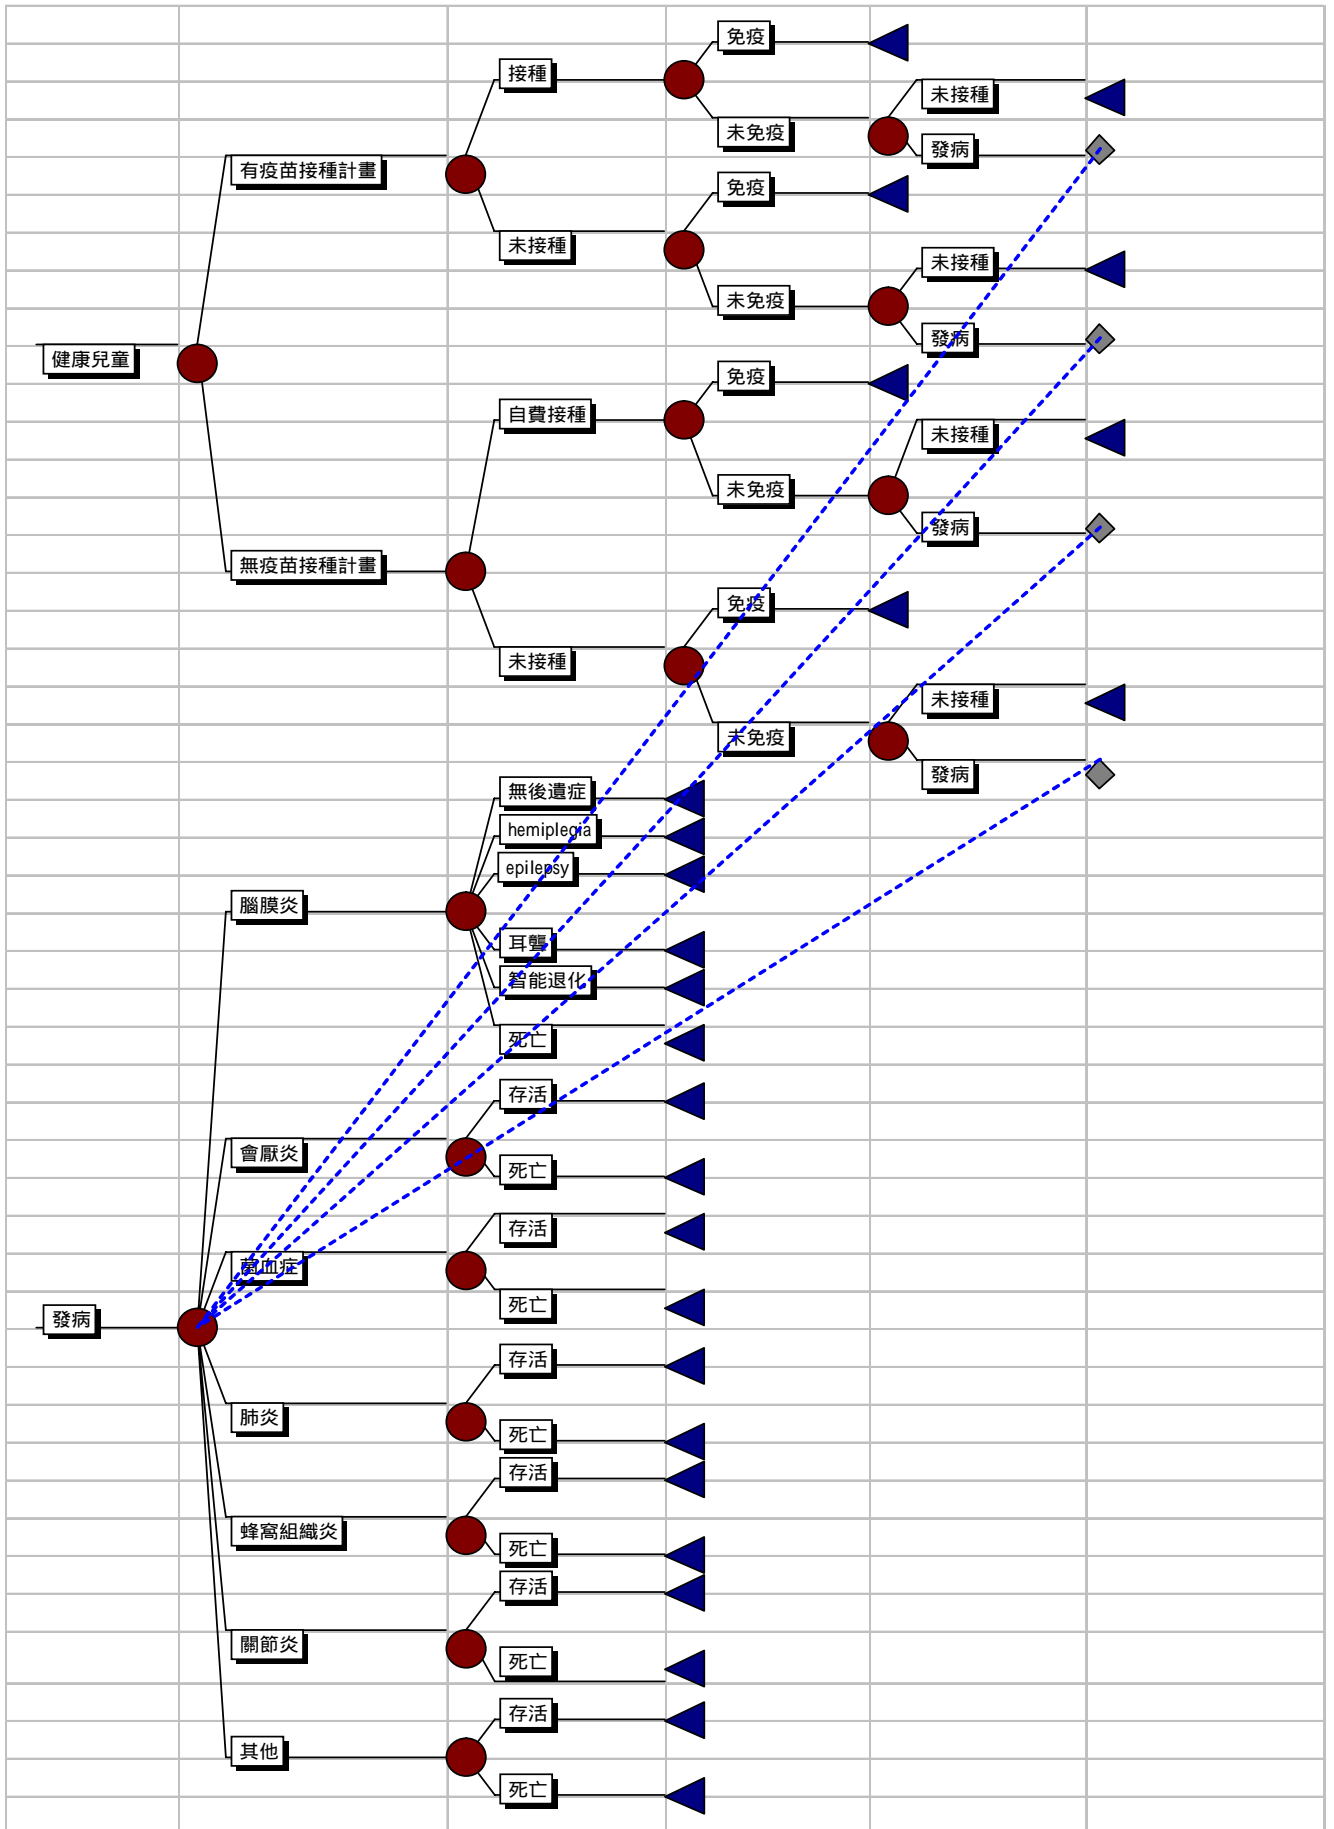 免疫
接種
未接種
未免疫
發病
有疫苗接種計畫
免疫
未接種
未接種
未免疫
發病
健康兒童
免疫
自費接種
未接種
未免疫
發病
無疫苗接種計畫
免疫
未接種
未接種
未免疫
發病
無後遺症
hemiplegia
epilepsy
腦膜炎
耳聾
智能退化
死亡
存活
會厭炎
死亡
存活
菌血症
死亡
發病
存活
肺炎
死亡
存活
蜂窩組織炎
死亡
存活
關節炎
死亡
存活
其他
死亡